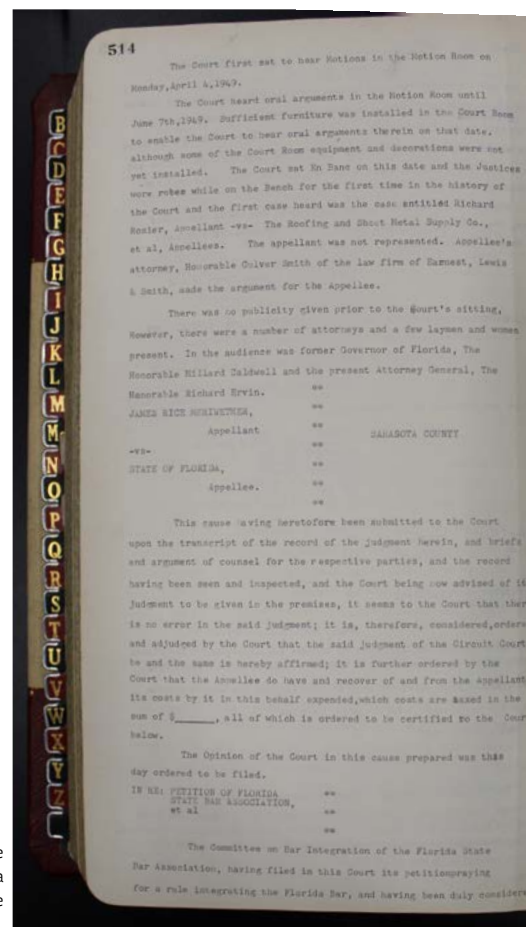 514
The Court first sat to hear Motions in the Motion Room on
Monday,April 4,1949.
The Court heard oral arguments in the Motion Room until
June 7th,1949. Sufficient furniture was installed in the Court Room
to enable the Court to hear oral arguments therein on that date,
although some of the Court Room equipment and decorations were not
yet installed. The Court sat En Banc on this date and the Justices
wore robes while on the Bench for the first time in the history of
the Court and the first case heard was the case entitled Richard
Rosier, Appellant -vs- The Roofing and Sheet Metal Supply Co.,
et al, Appellees. The appellant was not represented. Appellee's
attorney, Honorable Culver Smith of the law firm of Earnest, Lewis
& Smith, made the argument for the Appellee.
There was no publicity given prior to the Court's sitting,
However, there were a number of attorneys and a few laymen and women
present. In the audience was former Governor of Florida, The
Honorable Millard Caldwell and the present Attorney General, The
Honorable Richard Ervin. **
JAMES RICE MERIWETHER, **
Appellant ** SARASOTA COUNTY
-vs- **
STATE OF FLORIDA, **
Appellee. **
**
This cause having heretofore been submitted to the Court
upon the transcript of the record of the judgment herein, and briefs
and argument of counsel for the respective parties, and the record
having been seen and inspected, and the Court being now advised of it
judgment to be given in the premises, it seems to the Court that ther
is no error in the said judgment; it is, therefore, considered,ordere
and adjudged by the Court that the said judgment of the Circuit Court
be and the same is hereby affirmed; it is further ordered by the
Court that the Appellee do have and recover of and from the appellant
its costs by it in this behalf expended,which costs are taxed in the
sum of $______, all of which is ordered to be certified to the Cour
below.
The Opinion of the Court in this cause prepared was this
day ordered to be filed.
IN RE: PETITION OF FLORIDA **
STATE BAR ASSOCIATION, **
et al **
**
The Committee on Bar Integration of the Florida State
Bar Association, having filed in this Court its petitionpraying
for a rule integrating the Florida Bar, and having been duly considere
B
C
D
E
F
G
H
I
J
K
L
M
M
N
O
P
Q
R
S
T
U
V
W
X
Y
Z
e
a
e